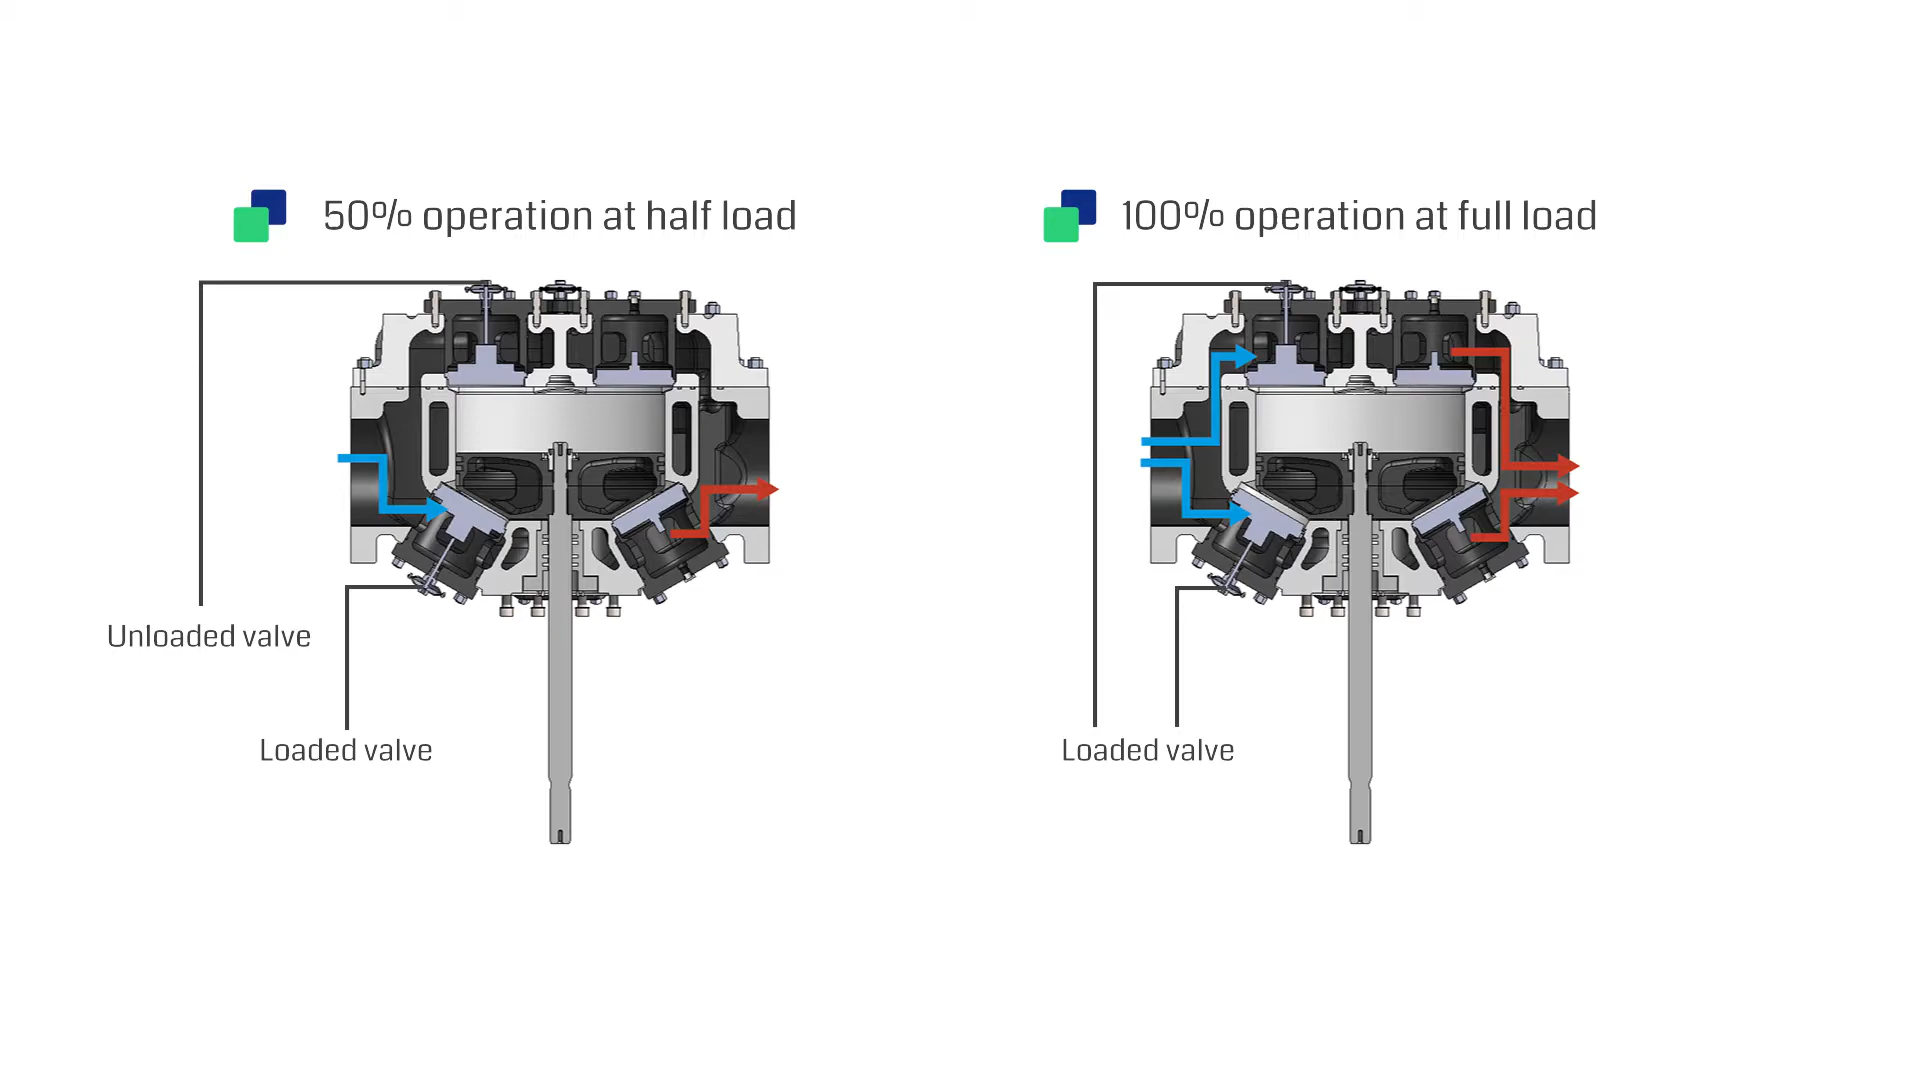 50% operation at half load
100% operation at full load
Unloaded valve
Loaded valve
Loaded valve